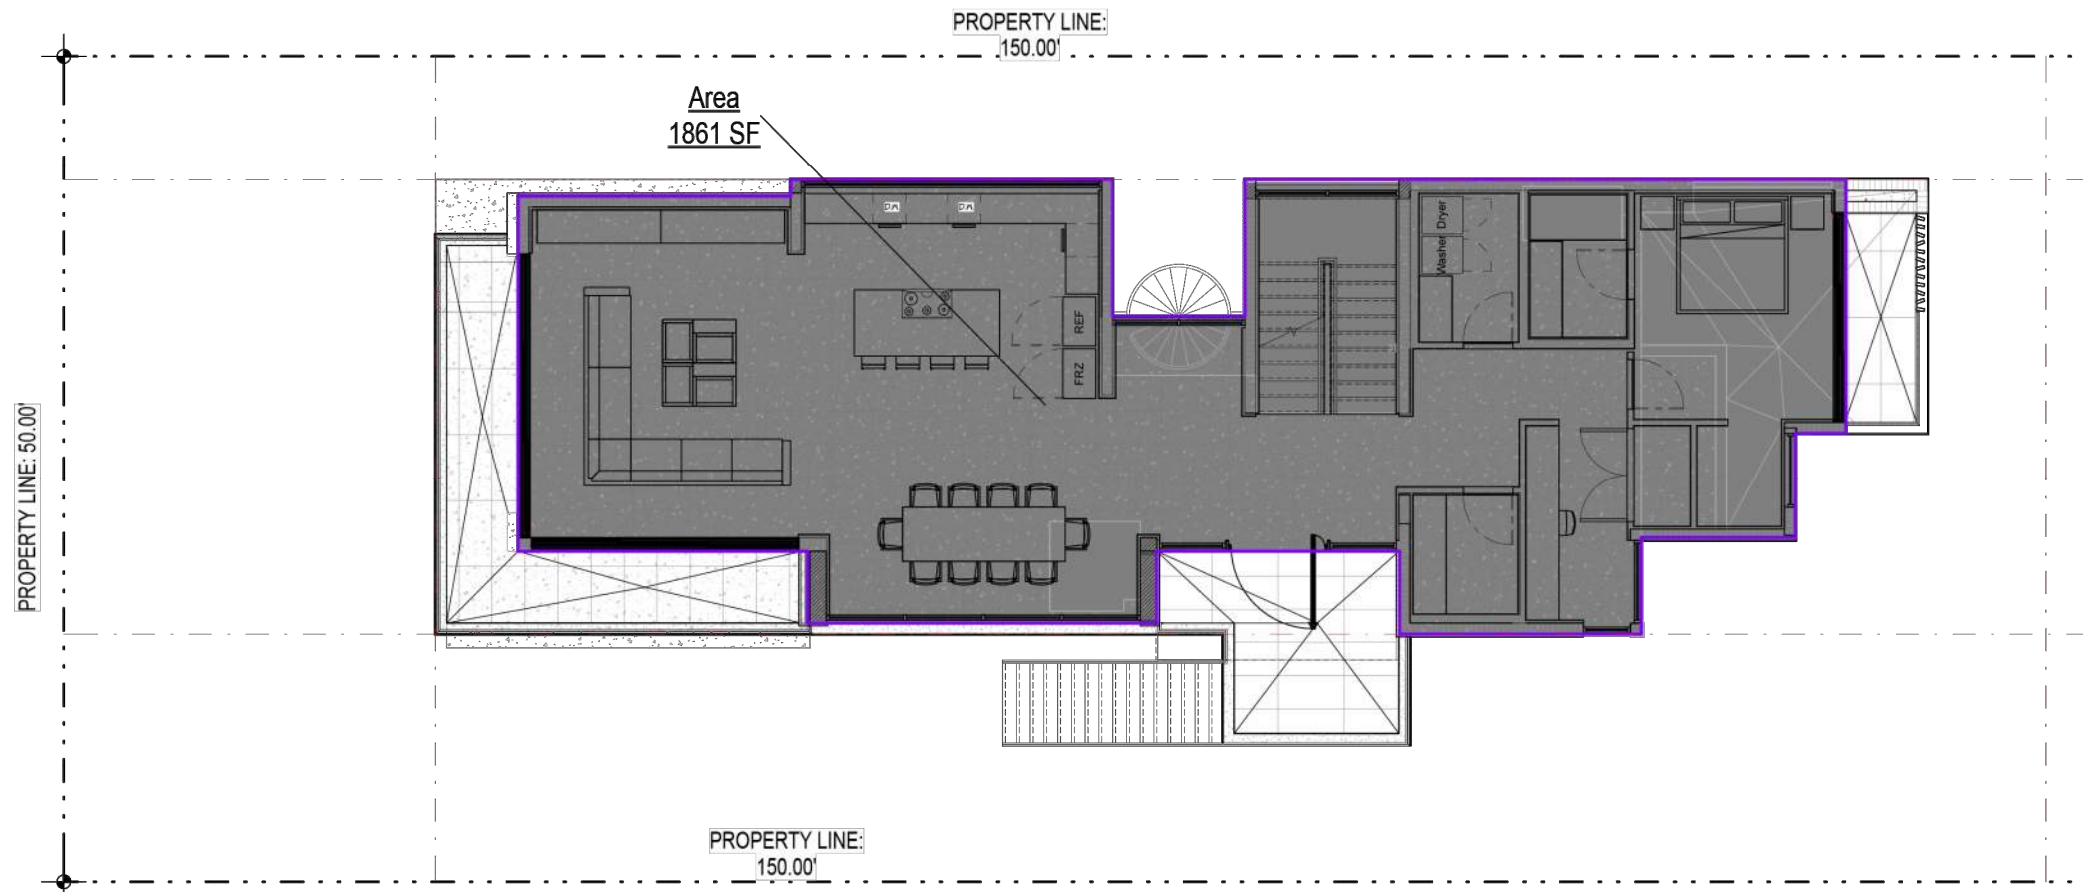 PROPERTY LINE:
150.00'
Area
1861 SF
DW
DW
Washer
Dryer
REF
FRZ
PROPERTY LINE: 50.00'
PROPERTY LINE:
150.00'